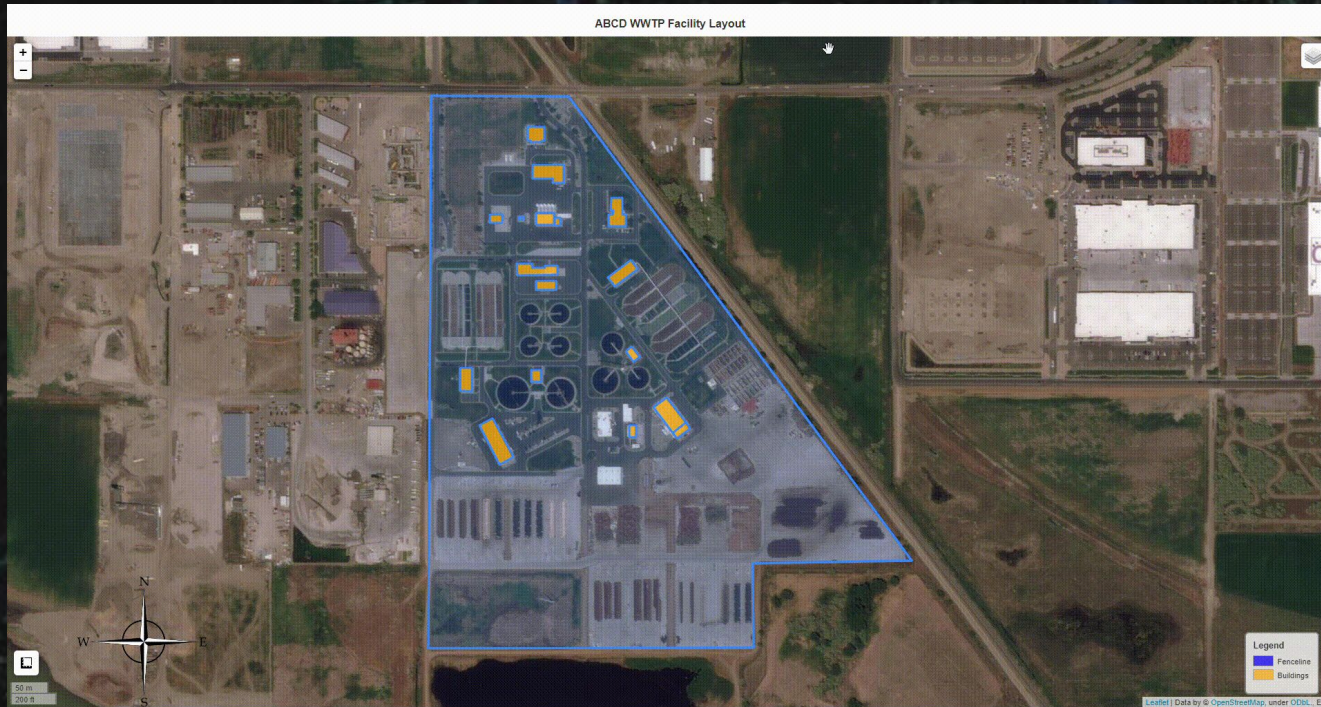 ABCD WWTP Facility Layout
+
−
N
W
E
S
50 m
200 ft
Legend
Fenceline
Buildings
Leaflet | Data by © OpenStreetMap, under ODbL., E